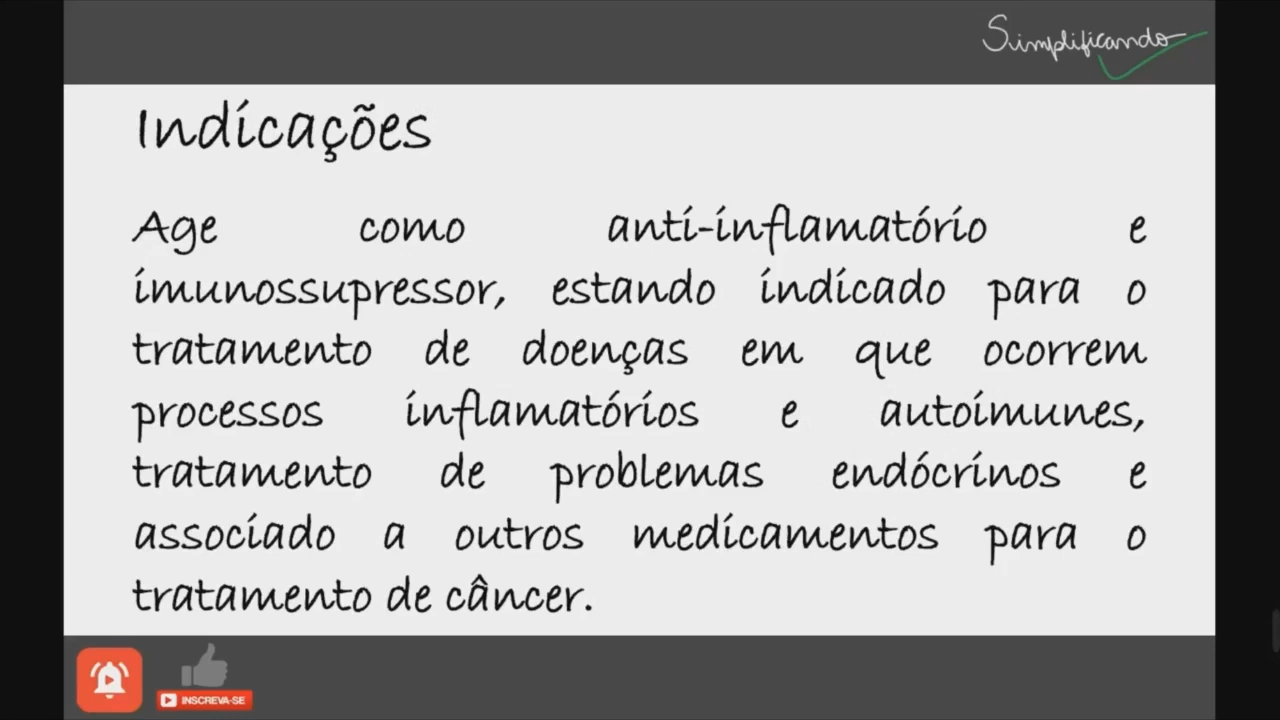 Simplificando
Indicações
Age como anti-inflamatório e
imunossupressor, estando indicado para o
tratamento de doenças em que ocorrem
processos inflamatórios e autoimunes,
tratamento de problemas endócrinos e
associado a outros medicamentos para o
tratamento de câncer.
INSCREVA-SE